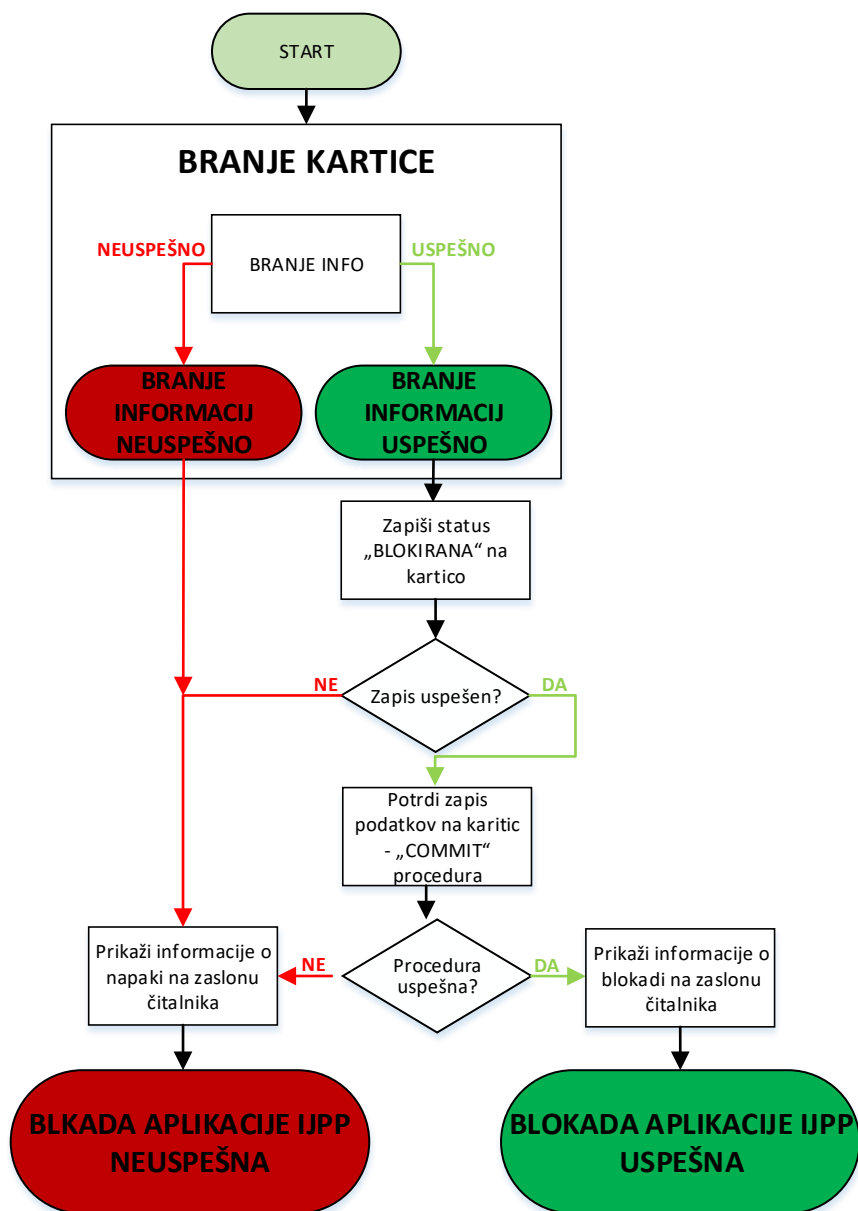 START
BRANJE KARTICE
NEUSPEŠNO
USPEŠNO
BRANJE INFO
BRANJE
INFORMACIJ
NEUSPEŠNO
BRANJE
INFORMACIJ
USPEŠNO
Zapiši status
„BLOKIRANA“ na
kartico
NE
DA
Zapis uspešen?
Potrdi zapis
podatkov na karitic
- „COMMIT“
procedura
Prikaži informacije o
napaki na zaslonu
čitalnika
NE
Procedura
uspešna?
DA
Prikaži informacije o
blokadi na zaslonu
čitalnika
BLKADA APLIKACIJE IJPP
NEUSPEŠNA
BLOKADA APLIKACIJE IJPP
USPEŠNA